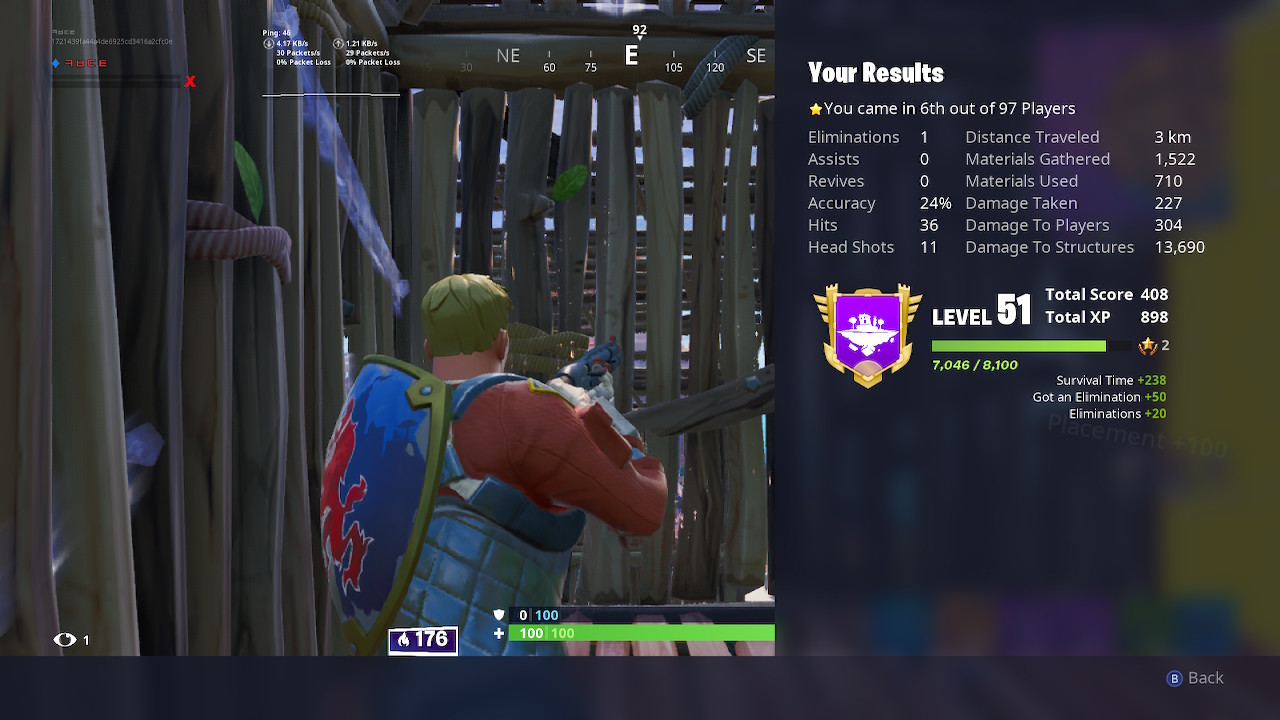 AUCE
AUCE
X
Ping: 46
4.17 KB/s 1.21 KB/s
30 Packets/s 29 Packets/s
0% Packet Loss 0% Packet Loss
92
NE E SE
30 60 75 105 120
Your Results
You came in 6th out of 97 Players
Eliminations 1 Distance Traveled 3 km
Assists 0 Materials Gathered 1,522
Revives 0 Materials Used 710
Accuracy 24% Damage Taken 227
Hits 36 Damage To Players 304
Head Shots 11 Damage To Structures 13,690
LEVEL 51
Total Score 408
Total XP 898
2
7,046 / 8,100
Survival Time +238
Got an Elimination +50
Eliminations +20
Placement +100
0 | 100
100 | 100
176
1
B Back